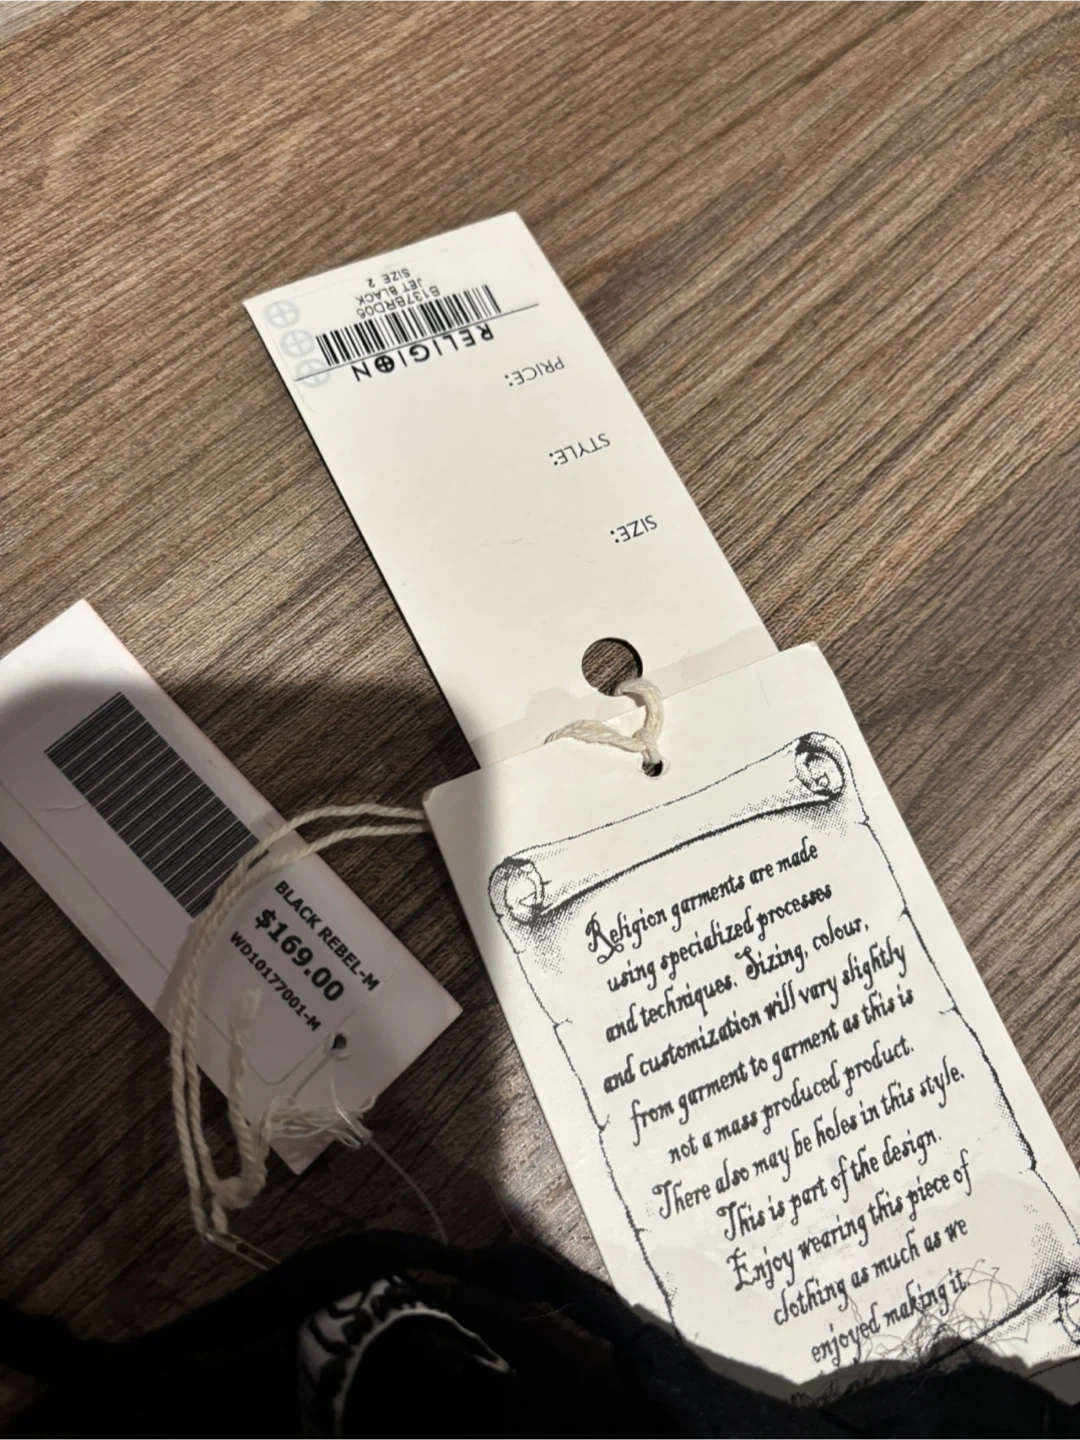 RELIGION
B137BRD06
JET BLACK
SIZE 2
PRICE:
STYLE:
SIZE:
BLACK REBEL-M
$169.00
WD10177001-M
Religion garments are made
using specialized processes
and techniques. Sizing, colour,
and customization will vary slightly
from garment to garment as this is
not a mass produced product.
There also may be holes in this style.
This is part of the design.
Enjoy wearing this piece of
clothing as much as we
enjoyed making it.